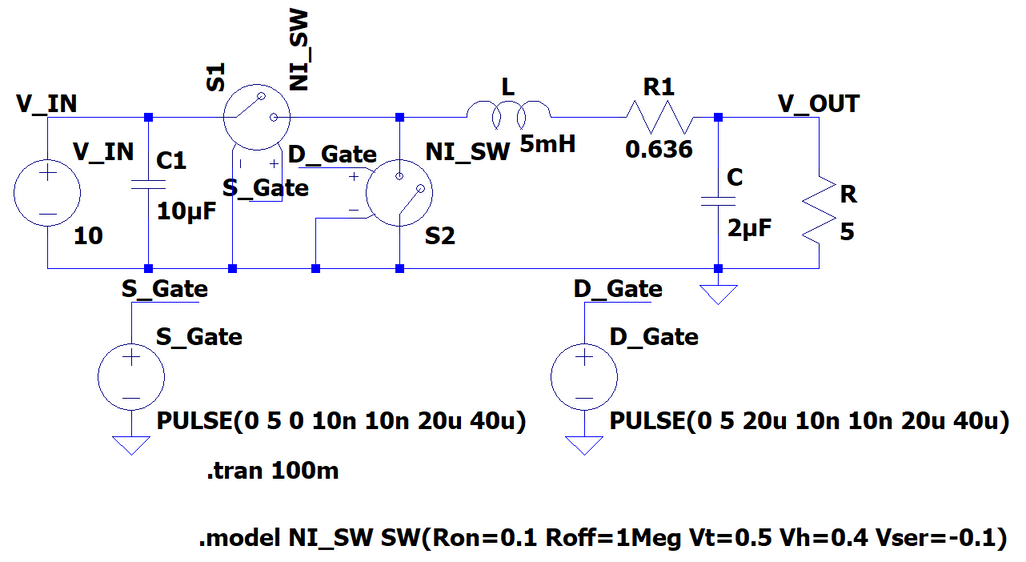 NI_SW
S1
L
R1
V_IN
V_OUT
V_IN
C1
D_Gate
NI_SW
5mH
0.636
S_Gate
C
R
10µF
2µF
5
10
S2
S_Gate
D_Gate
S_Gate
D_Gate
PULSE(0 5 0 10n 10n 20u 40u)
PULSE(0 5 20u 10n 10n 20u 40u)
.tran 100m
.model NI_SW SW(Ron=0.1 Roff=1Meg Vt=0.5 Vh=0.4 Vser=-0.1)